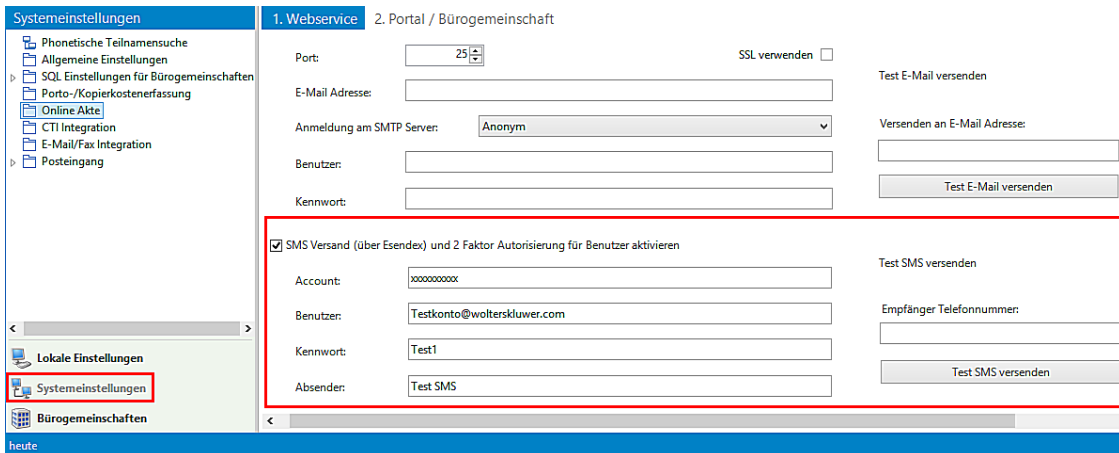 Systemeinstellungen
Phonetische Teilnamensuche
Allgemeine Einstellungen
SQL Einstellungen für Bürogemeinschaften
Porto-/Kopierkostenerfassung
Online Akte
CTI Integration
E-Mail/Fax Integration
Posteingang
Lokale Einstellungen
Systemeinstellungen
Bürogemeinschaften
heute
1. Webservice 2. Portal / Bürogemeinschaft
Port: 25 SSL verwenden
Test E-Mail versenden
E-Mail Adresse:
Anmeldung am SMTP Server: Anonym Versenden an E-Mail Adresse:
Benutzer:
Test E-Mail versenden
Kennwort:
SMS Versand (über Esendex) und 2 Faktor Autorisierung für Benutzer aktivieren
Test SMS versenden
Account: xxxxxxxxxx
Benutzer: Testkonto@wolterskluwer.com Empfänger Telefonnummer:
Kennwort: Test1
Test SMS versenden
Absender: Test SMS